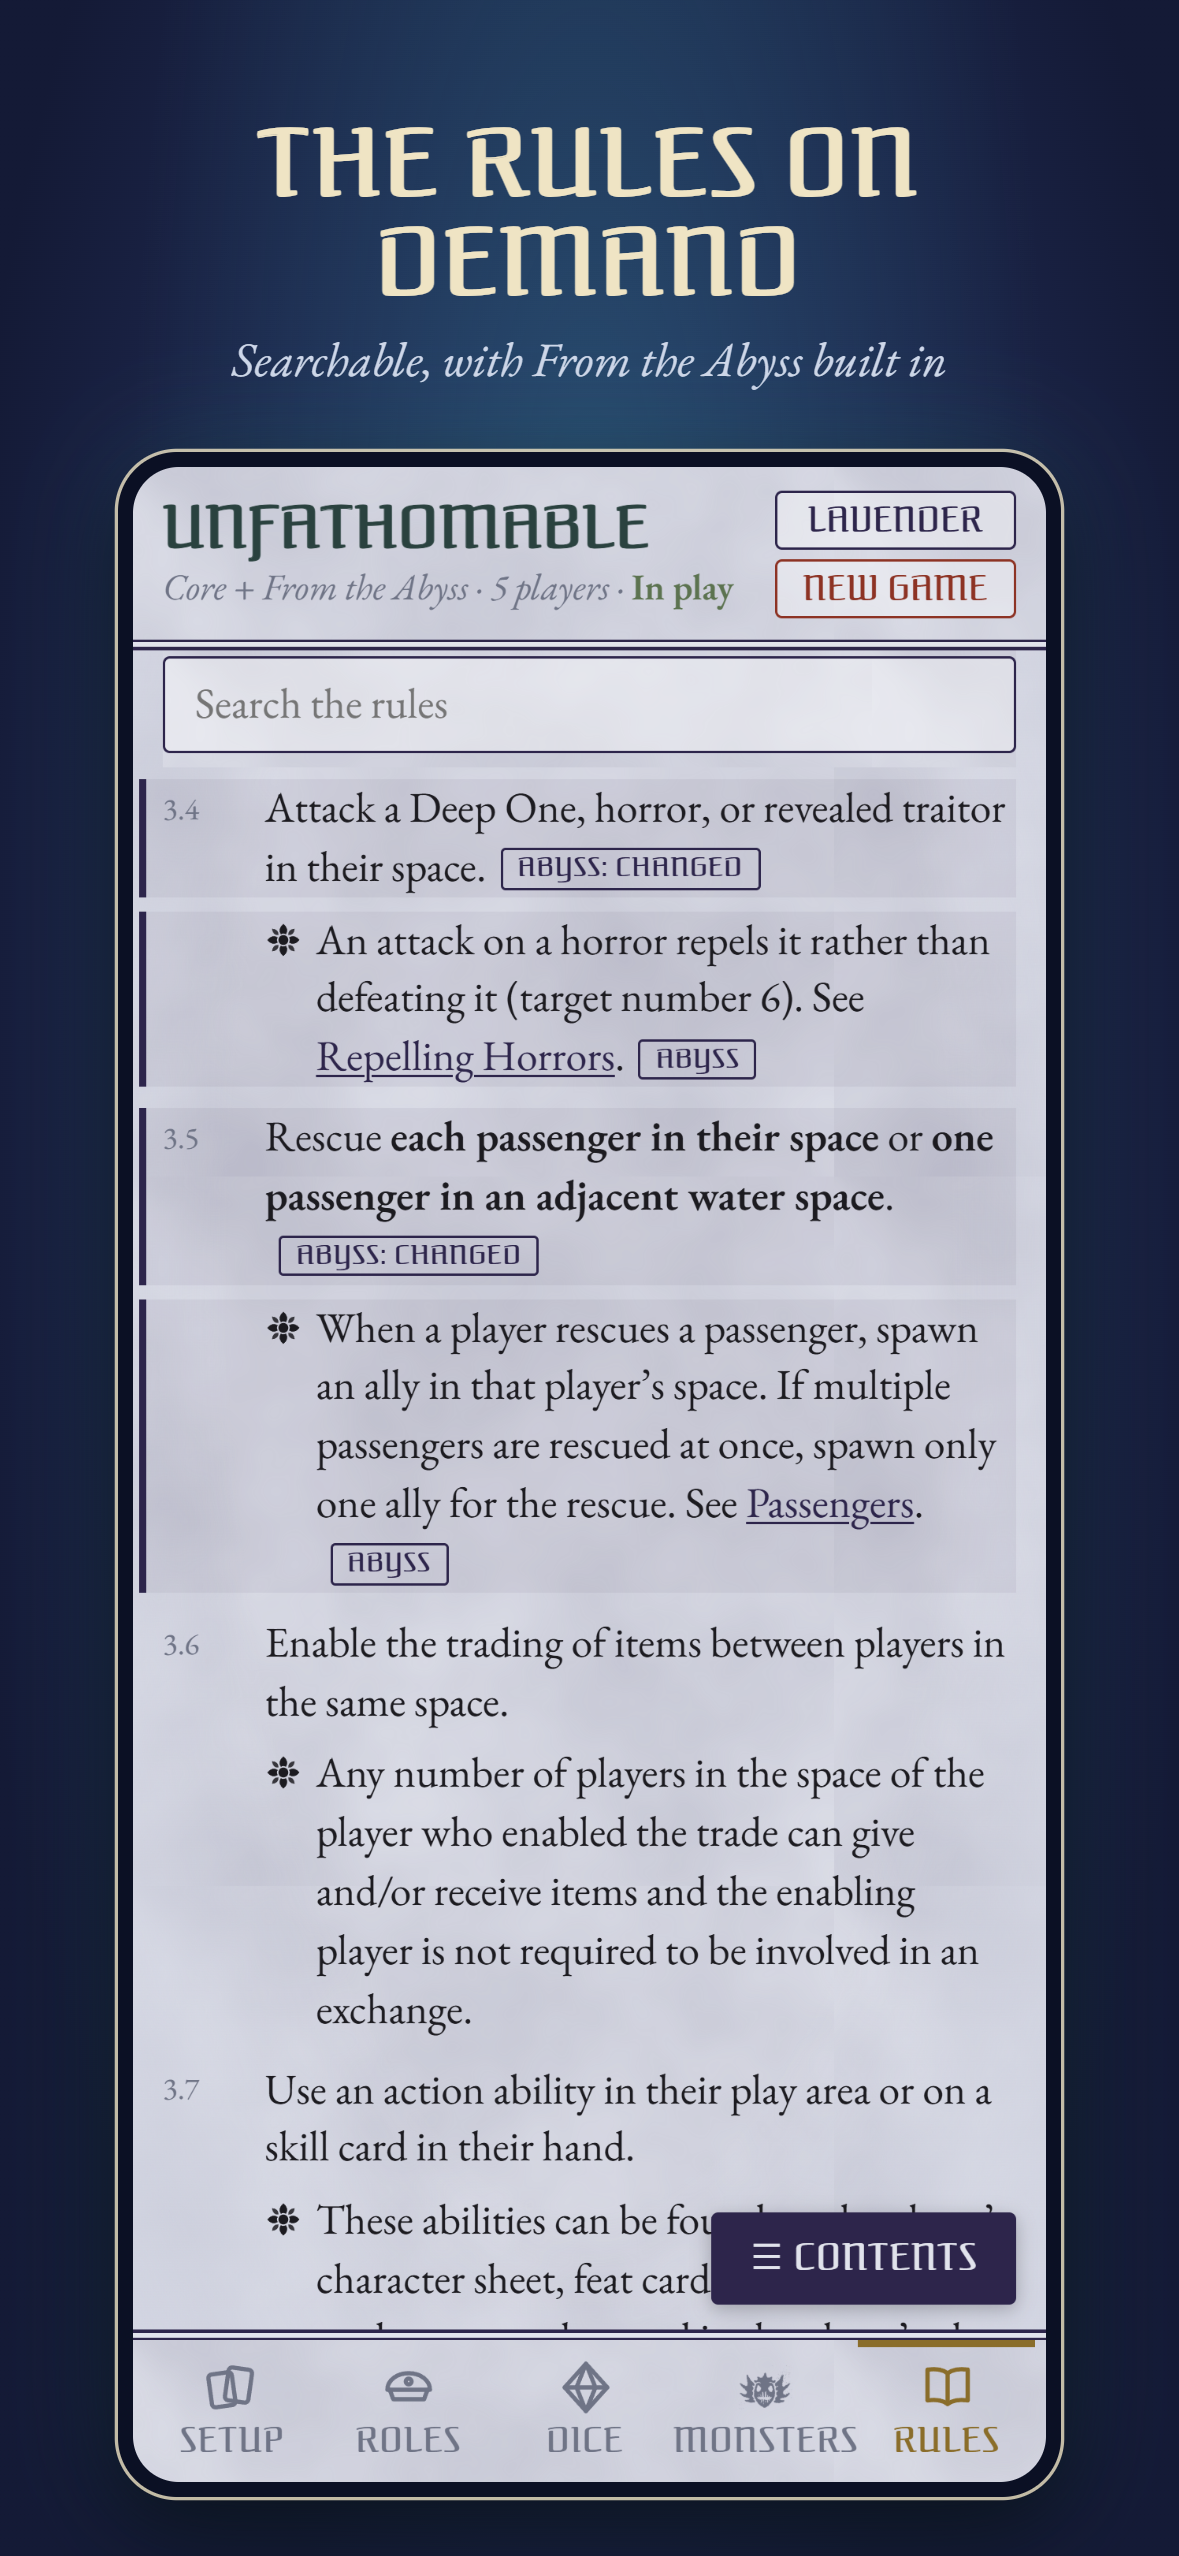 THE RULES ON
DEMAND
Searchable, with From the Abyss built in
UNFATHOMABLE
LAVENDER
Core + From the Abyss · 5 players · In play
NEW GAME
Search the rules
3.4 Attack a Deep One, horror, or revealed traitor
in their space. ABYSS: CHANGED
An attack on a horror repels it rather than
defeating it (target number 6). See
Repelling Horrors. ABYSS
3.5 Rescue each passenger in their space or one
passenger in an adjacent water space.
ABYSS: CHANGED
When a player rescues a passenger, spawn
an ally in that player’s space. If multiple
passengers are rescued at once, spawn only
one ally for the rescue. See Passengers.
ABYSS
3.6 Enable the trading of items between players in
the same space.
Any number of players in the space of the
player who enabled the trade can give
and/or receive items and the enabling
player is not required to be involved in an
exchange.
3.7 Use an action ability in their play area or on a
skill card in their hand.
These abilities can be
character sheet, feat card
☰ CONTENTS
SETUP ROLES DICE MONSTERS RULES